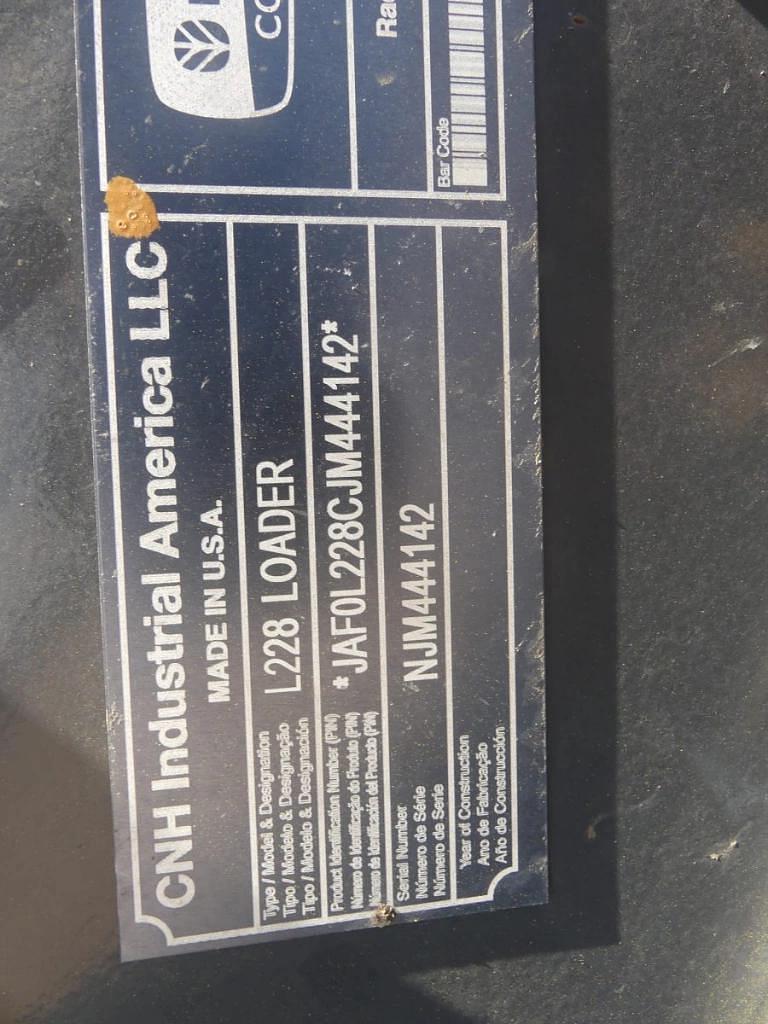 CNH Industrial America LLC
MADE IN U.S.A.
Type / Model & Designation
Tipo / Modelo & Designação
Tipo / Modelo & Designación
L228 LOADER
Product Identification Number (PIN)
Número de Identificação do Produto (PIN)
Número de Identificación del Producto (PIN)
*JAF0L228CJM444142*
Serial Number
Número de Série
Número de Serie
NJM444142
Year of Construction
Ano de Fabricação
Año de Construcción
Bar Code